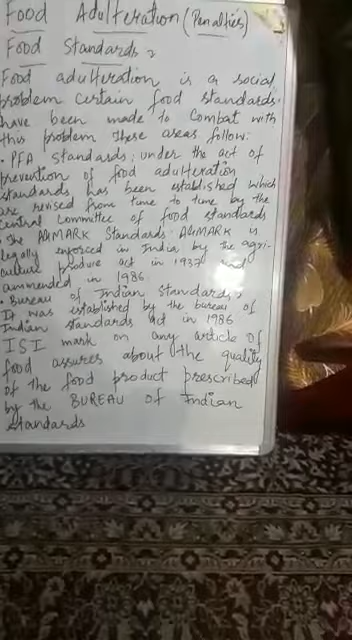 Food Adulteration (Penalties)
Food Standards :
Food adulteration is a social
problem certain food standards
have been made to combat with
this problem these areas follow:
• PFA standards: under the act of
prevention of food adulteration
standards has been established which
are revised from time to time by the
Central Committee of food standards
• The AGMARK Standards: AGMARK is
legally enforced in India by the agri-
culture produce act in 1937 and
ammended in 1986.
• Bureau of Indian Standards:
It was established by the bureau of
Indian standards act in 1986
ISI mark on any article of
food assures about the quality
of the food product prescribed
by the BUREAU of Indian
Standards